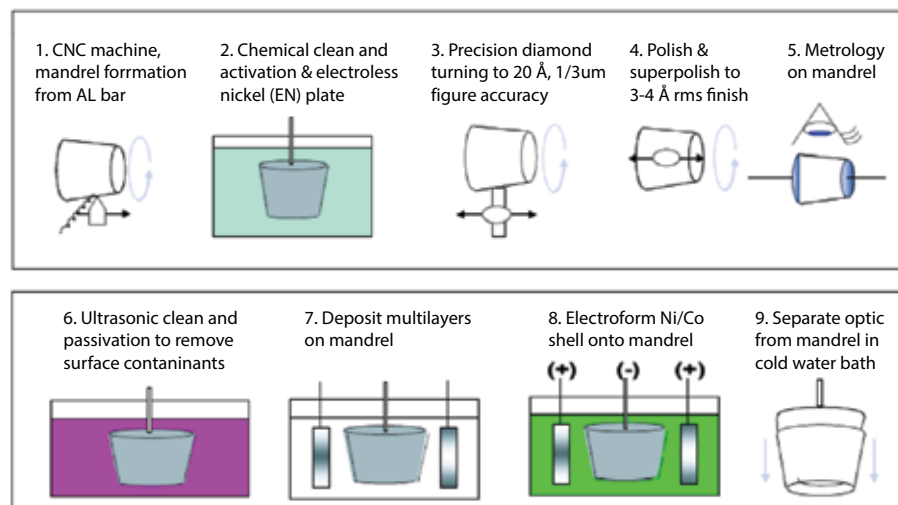 1. CNC machine,
mandrel forrmation
from AL bar
2. Chemical clean and
activation & electroless
nickel (EN) plate
3. Precision diamond
turning to 20 Å, 1/3um
figure accuracy
4. Polish &
superpolish to
3-4 Å rms finish
5. Metrology
on mandrel
6. Ultrasonic clean and
passivation to remove
surface contaninants
7. Deposit multilayers
on mandrel
8. Electroform Ni/Co
shell onto mandrel
(+) (-) (+)
9. Separate optic
from mandrel in
cold water bath